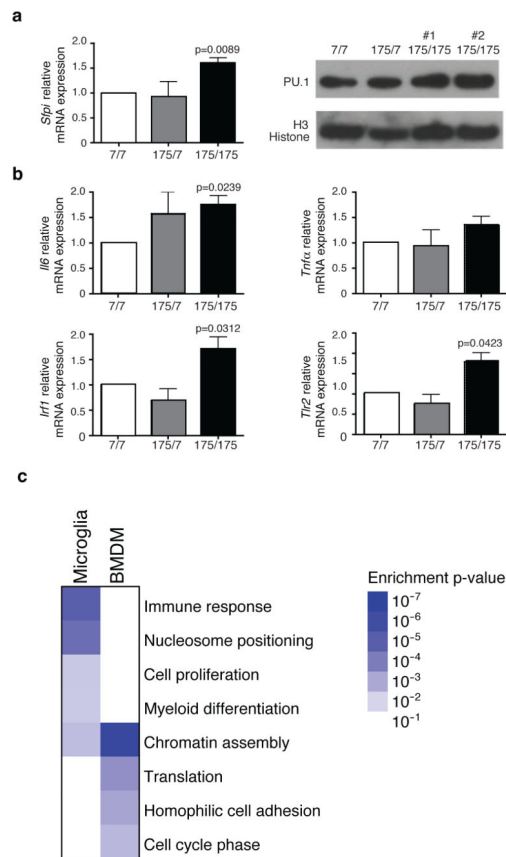 a
Sfpi relative
mRNA expression
2.0
1.5
1.0
0.5
0
p=0.0089
7/7
175/7
175/175
#1
#2
7/7
175/7
175/175
175/175
PU.1
H3
Histone
b
Il6 relative
mRNA expression
2.0
1.5
1.0
0.5
p=0.0239
7/7
175/7
175/175
Tnfα relative
mRNA expression
2.0
1.5
1.0
0.5
0
7/7
175/7
175/175
Irf1 relative
mRNA expression
2.0
1.5
1.0
0.5
0
p=0.0312
7/7
175/7
175/175
Tlr2 relative
mRNA expression
2.0
1.5
1.0
0.5
0
p=0.0423
7/7
175/7
175/175
c
Microglia
BMDM
Immune response
Nucleosome positioning
Cell proliferation
Myeloid differentiation
Chromatin assembly
Translation
Homophilic cell adhesion
Cell cycle phase
Enrichment p-value
10⁻⁷
10⁻⁶
10⁻⁵
10⁻⁴
10⁻³
10⁻²
10⁻¹